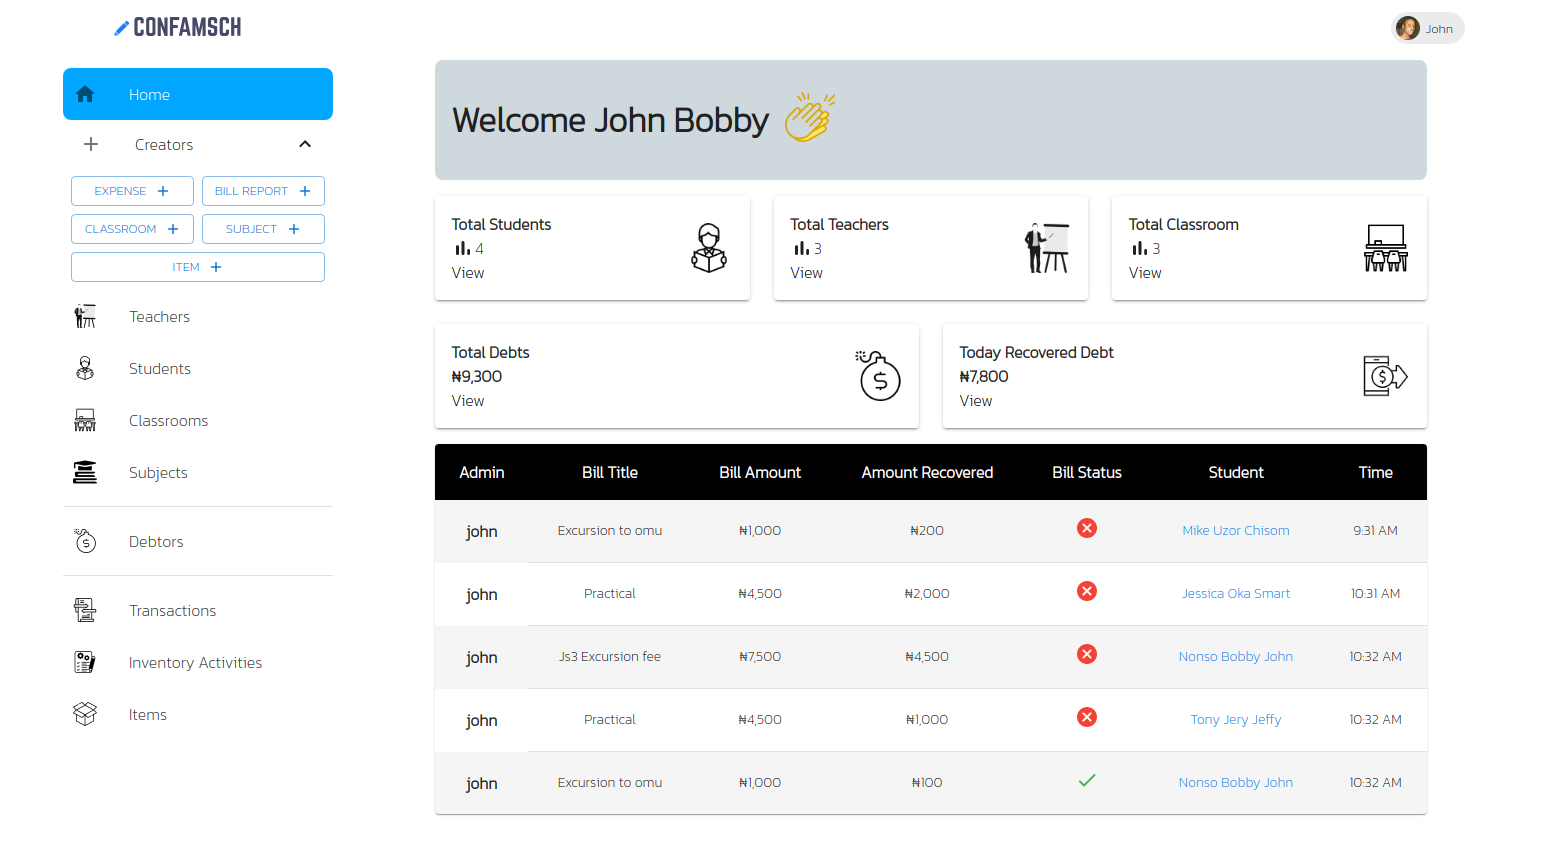 CONFAMSCH
John
Home
Creators
EXPENSE
BILL REPORT
CLASSROOM
SUBJECT
ITEM
Teachers
Students
Classrooms
Subjects
Debtors
Transactions
Inventory Activities
Items
Welcome John Bobby
Total Students
4
View
Total Teachers
3
View
Total Classroom
3
View
Total Debts
₦9,300
View
Today Recovered Debt
₦7,800
View
Admin Bill Title Bill Amount Amount Recovered Bill Status Student Time
john Excursion to omu ₦1,000 ₦200 Mike Uzor Chisom 9:31 AM
john Practical ₦4,500 ₦2,000 Jessica Oka Smart 10:31 AM
john Js3 Excursion fee ₦7,500 ₦4,500 Nonso Bobby John 10:32 AM
john Practical ₦4,500 ₦1,000 Tony Jery Jeffy 10:32 AM
john Excursion to omu ₦1,000 ₦100 Nonso Bobby John 10:32 AM